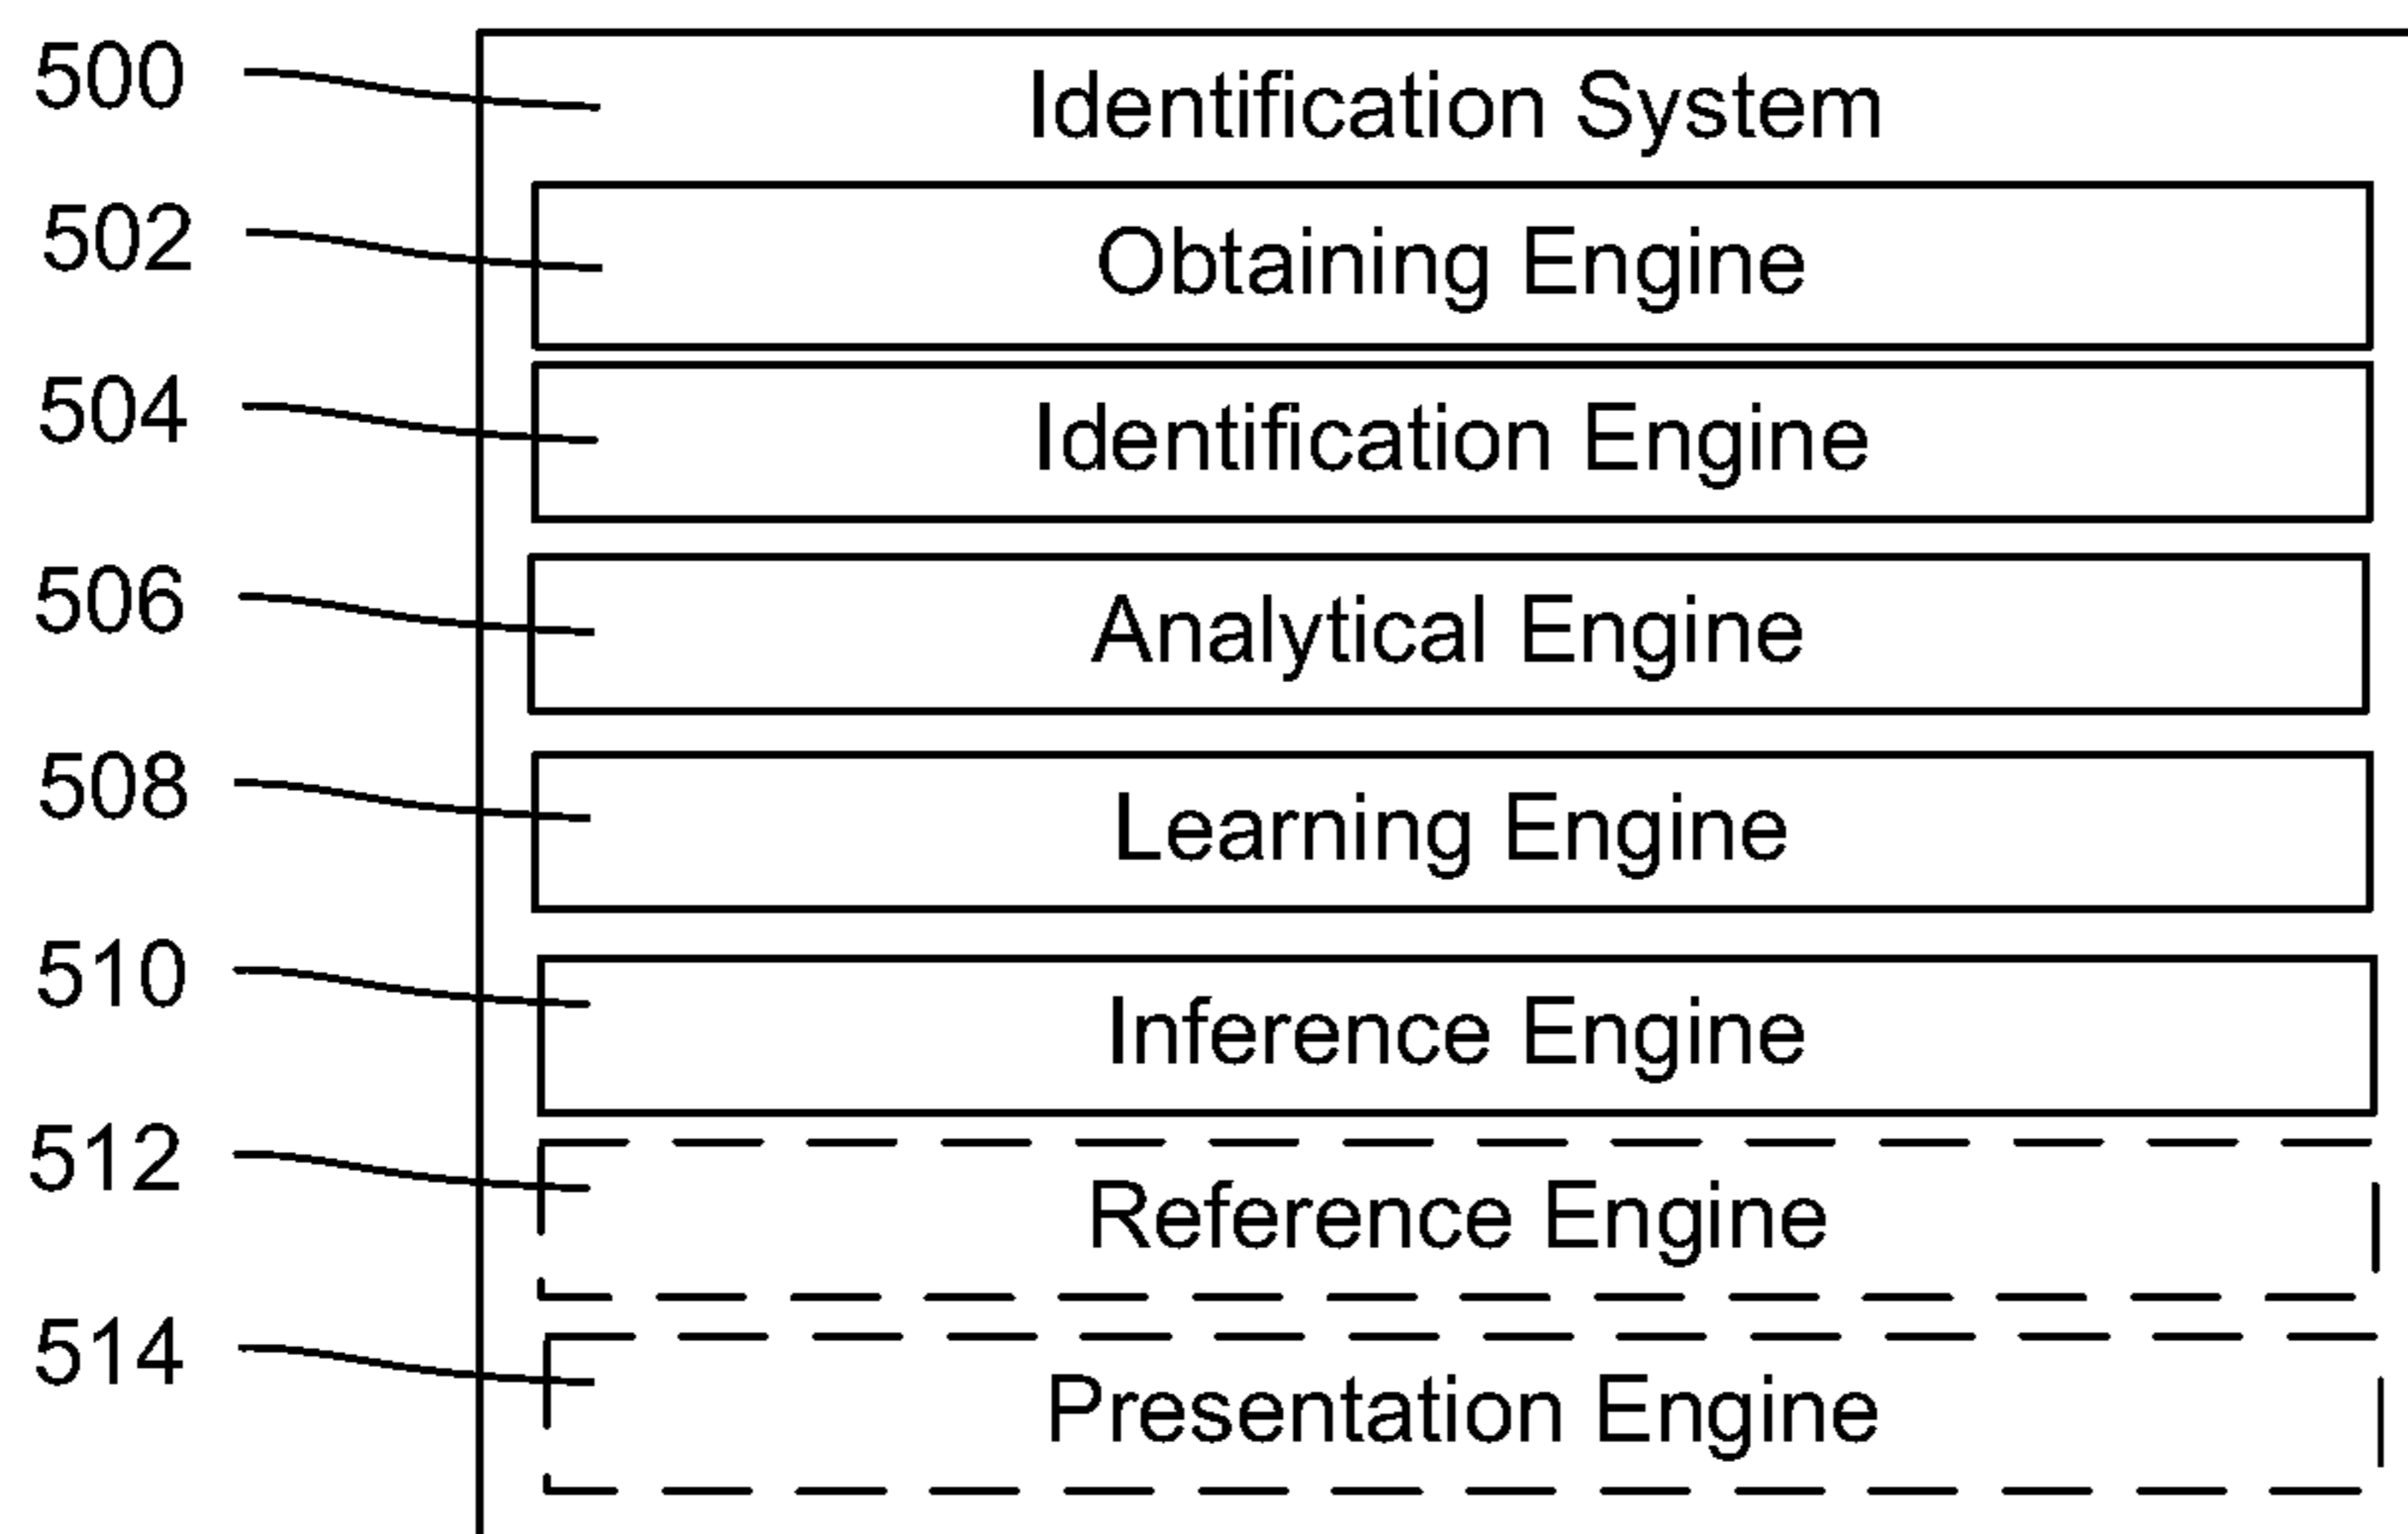 500 Identification System
502 Obtaining Engine
504 Identification Engine
506 Analytical Engine
508 Learning Engine
510 Inference Engine
512 Reference Engine
514 Presentation Engine